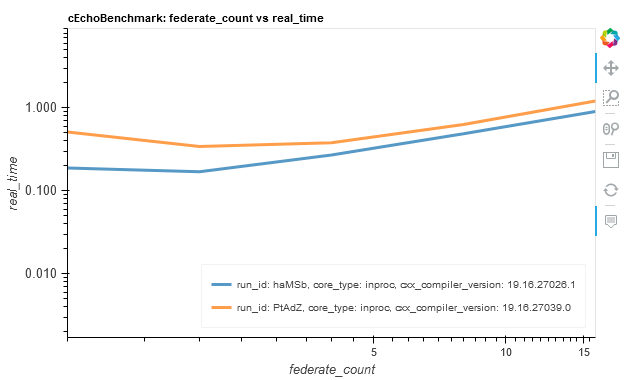 cEchoBenchmark: federate_count vs real_time
1.000
0.100
0.010
real_time
run_id: haMSb, core_type: inproc, cxx_compiler_version: 19.16.27026.1
run_id: PtAdZ, core_type: inproc, cxx_compiler_version: 19.16.27039.0
5
10
15
federate_count